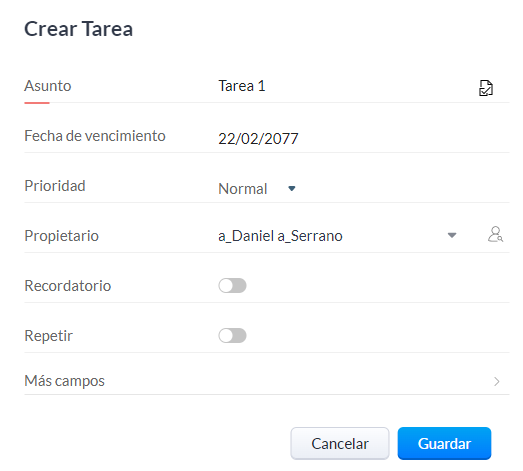 Crear Tarea
Asunto Tarea 1
Fecha de vencimiento 22/02/2077
Prioridad Normal
Propietario a_Daniel a_Serrano
Recordatorio
Repetir
Más campos
Cancelar Guardar